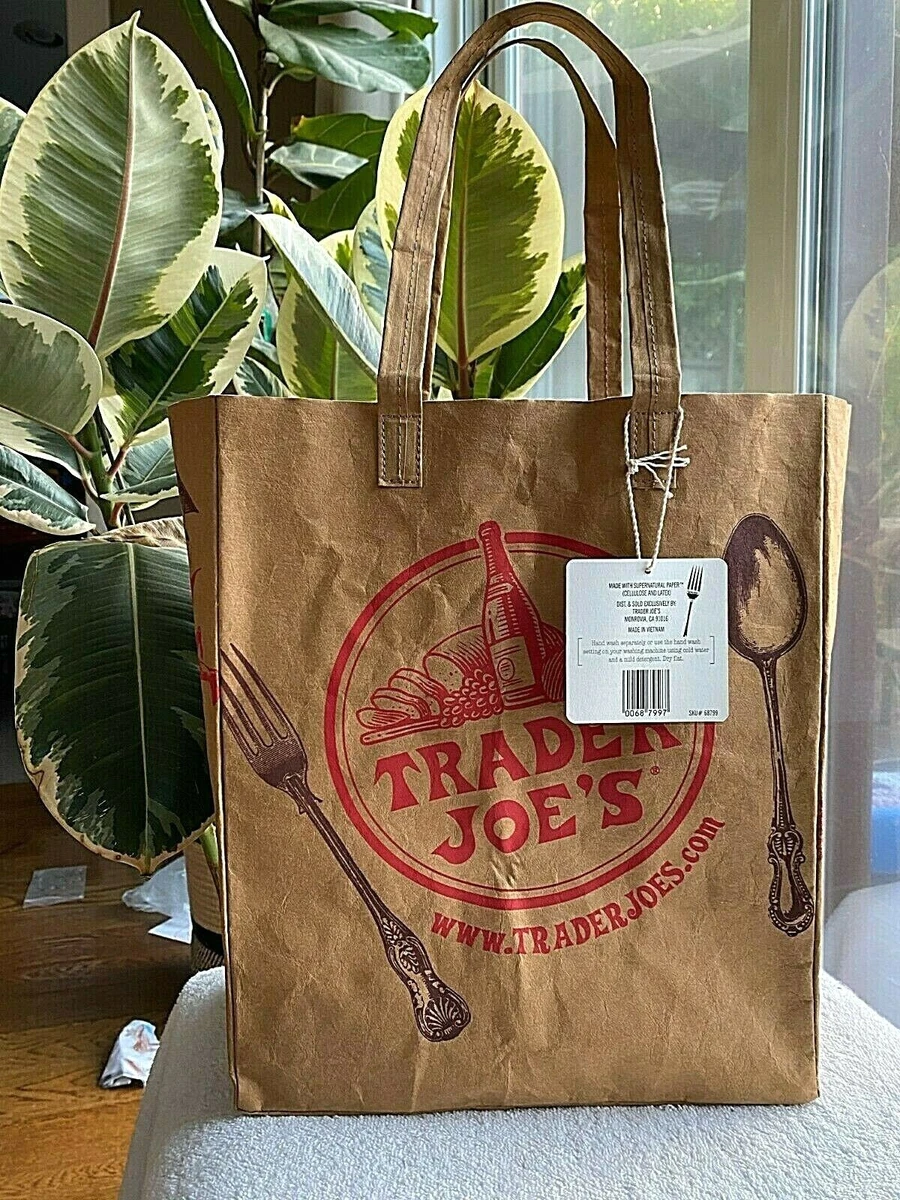 MADE WITH SUPERNATURAL PAPER™
(CELLULOSE AND LATEX)
DIST. & SOLD EXCLUSIVELY BY
TRADER JOE'S
MONROVIA, CA 91016
MADE IN VIETNAM
Hand wash separately or use the hand wash
setting on your washing machine using cold water
and a mild detergent. Dry flat.
0068 7997
SKU# 68799
TRADER
JOE'S®
WWW.TRADERJOES.com